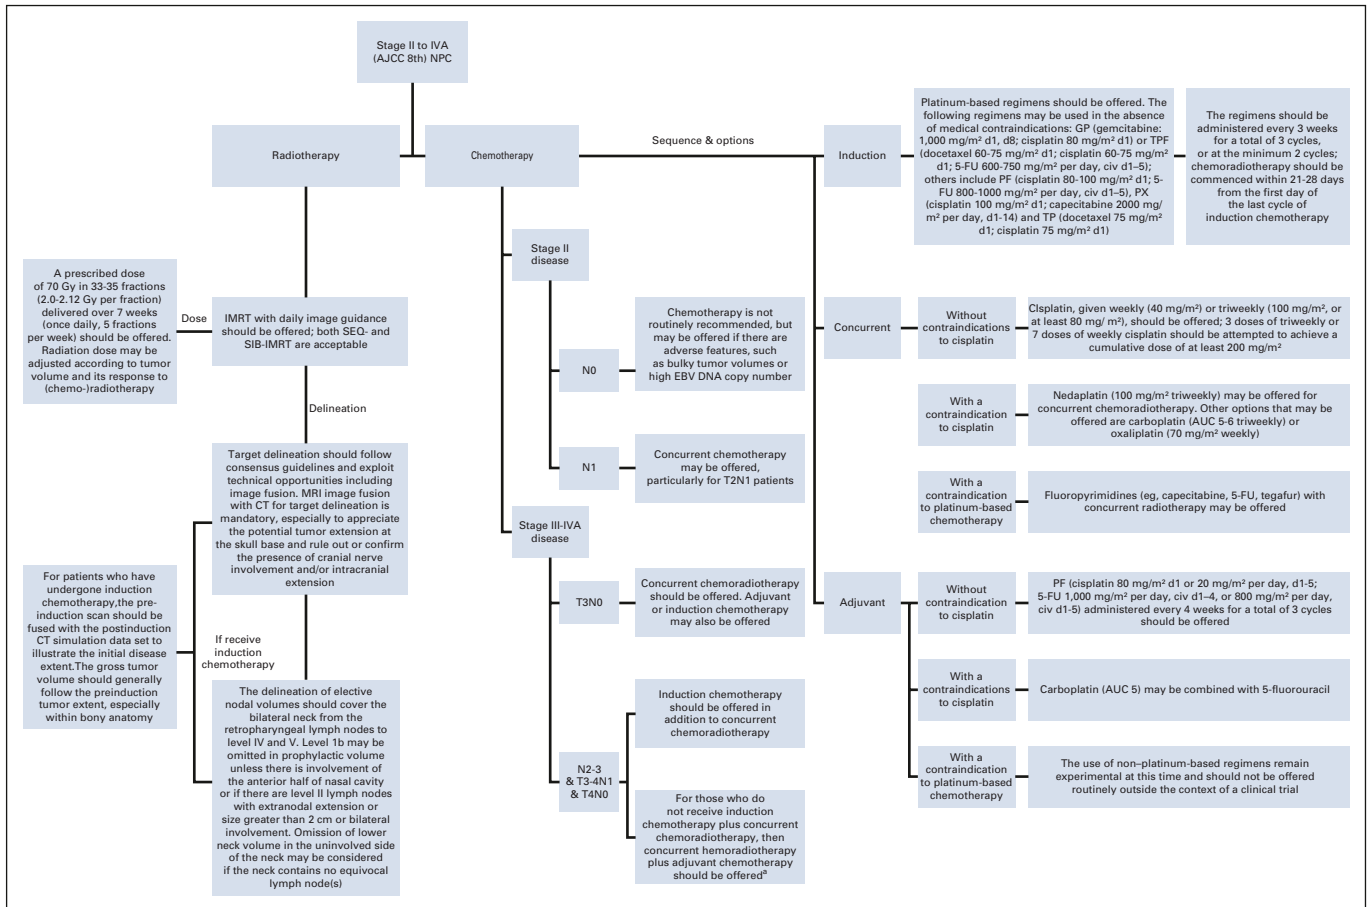 Stage II to IVA
(AJCC 8th) NPC
Radiotherapy
Chemotherapy
Sequence & options
Induction
Platinum-based regimens should be offered. The
following regimens may be used in the absence
of medical contraindications: GP (gemcitabine:
1,000 mg/m² d1, d8; cisplatin 80 mg/m² d1) or TPF
(docetaxel 60-75 mg/m² d1; cisplatin 60-75 mg/m²
d1; 5-FU 600-750 mg/m² per day, civ d1–5);
others include PF (cisplatin 80-100 mg/m² d1; 5-
FU 800-1000 mg/m² per day, civ d1–5), PX
(cisplatin 100 mg/m² d1; capecitabine 2000 mg/
m² per day, d1-14) and TP (docetaxel 75 mg/m²
d1; cisplatin 75 mg/m² d1)
The regimens should be
administered every 3 weeks
for a total of 3 cycles,
or at the minimum 2 cycles;
chemoradiotherapy should be
commenced within 21-28 days
from the first day of
the last cycle of
induction chemotherapy
A prescribed dose
of 70 Gy in 33-35 fractions
(2.0-2.12 Gy per fraction)
delivered over 7 weeks
(once daily, 5 fractions
per week) should be offered.
Radiation dose may be
adjusted according to tumor
volume and its response to
(chemo-)radiotherapy
Dose
IMRT with daily image guidance
should be offered; both SEQ- and
SIB-IMRT are acceptable
Delineation
Target delineation should follow
consensus guidelines and exploit
technical opportunities including
image fusion. MRI image fusion
with CT for target delineation is
mandatory, especially to appreciate
the potential tumor extension at
the skull base and rule out or confirm
the presence of cranial nerve
involvement and/or intracranial
extension
For patients who have
undergone induction
chemotherapy,the pre-
induction scan should be
fused with the postinduction
CT simulation data set to
illustrate the initial disease
extent.The gross tumor
volume should generally
follow the preinduction
tumor extent, especially
within bony anatomy
If receive
induction
chemotherapy
The delineation of elective
nodal volumes should cover the
bilateral neck from the
retropharyngeal lymph nodes to
level IV and V. Level 1b may be
omitted in prophylactic volume
unless there is involvement of
the anterior half of nasal cavity
or if there are level II lymph nodes
with extranodal extension or
size greater than 2 cm or bilateral
involvement. Omission of lower
neck volume in the uninvolved side
of the neck may be considered
if the neck contains no equivocal
lymph node(s)
Stage II
disease
N0
Chemotherapy is not
routinely recommended, but
may be offered if there are
adverse features, such
as bulky tumor volumes or
high EBV DNA copy number
N1
Concurrent chemotherapy
may be offered,
particularly for T2N1 patients
Stage III-IVA
disease
T3N0
Concurrent chemoradiotherapy
should be offered. Adjuvant
or induction chemotherapy
may also be offered
N2-3
& T3-4N1
& T4N0
Induction chemotherapy
should be offered in
addition to concurrent
chemoradiotherapy
For those who do
not receive induction
chemotherapy plus concurrent
chemoradiotherapy, then
concurrent hemoradiotherapy
plus adjuvant chemotherapy
should be offeredᵃ
Concurrent
Without
contraindications
to cisplatin
CIsplatin, given weekly (40 mg/m²) or triweekly (100 mg/m², or
at least 80 mg/ m²), should be offered; 3 doses of triweekly or
7 doses of weekly cisplatin should be attempted to achieve a
cumulative dose of at least 200 mg/m²
With a
contraindication
to cisplatin
Nedaplatin (100 mg/m² triweekly) may be offered for
concurrent chemoradiotherapy. Other options that may be
offered are carboplatin (AUC 5-6 triweekly) or
oxaliplatin (70 mg/m² weekly)
With a
contraindication
to platinum-based
chemotherapy
Fluoropyrimidines (eg, capecitabine, 5-FU, tegafur) with
concurrent radiotherapy may be offered
Adjuvant
Without
contraindication
to cisplatin
PF (cisplatin 80 mg/m² d1 or 20 mg/m² per day, d1-5;
5-FU 1,000 mg/m² per day, civ d1–4, or 800 mg/m² per day,
civ d1-5) administered every 4 weeks for a total of 3 cycles
should be offered
With a
contraindications
to cisplatin
Carboplatin (AUC 5) may be combined with 5-fluorouracil
With a
contraindication
to platinum-based
chemotherapy
The use of non–platinum-based regimens remain
experimental at this time and should not be offered
routinely outside the context of a clinical trial